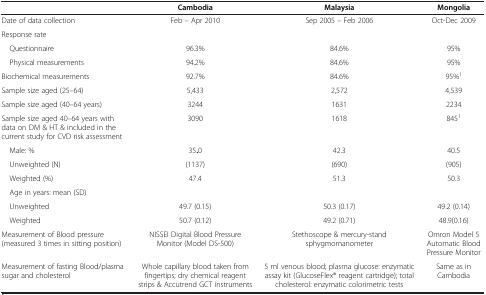 Cambodia Malaysia Mongolia
Date of data collection Feb – Apr 2010 Sep 2005 – Feb 2006 Oct-Dec 2009
Response rate
Questionnaire 96.3% 84.6% 95%
Physical measurements 94.2% 84.6% 95%
Biochemical measurements 92.7% 84.6% 95%¹
Sample size aged (25–64) 5,433 2,572 4,539
Sample size aged (40–64 years) 3244 1631 2234
Sample size aged 40–64 years with 3090 1618 845¹
data on DM & HT & included in the
current study for CVD risk assessment
Male: % 35.0 42.3 40.5
Unweighted (N) (1137) (690) (905)
Weighted (%) 47.4 51.3 50.3
Age in years: mean (SD)
Unweighted 49.7 (0.15) 50.3 (0.17) 49.2 (0.14)
Weighted 50.7 (0.12) 49.2 (0.71) 48.9(0.16)
Measurement of Blood pressure NISSEI Digital Blood Pressure Stethoscope & mercury-stand Omron Model 5
(measured 3 times in sitting position) Monitor (Model DS-500) sphygmomanometer Automatic Blood
Pressure Monitor
Measurement of fasting Blood/plasma Whole capillary blood taken from 5 ml venous blood; plasma glucose: enzymatic Same as in
sugar and cholesterol fingertips; dry chemical reagent assay kit (GlucoseFlex® reagent cartridge); total Cambodia
strips & Accutrend GCT instruments cholesterol: enzymatic colorimetric tests